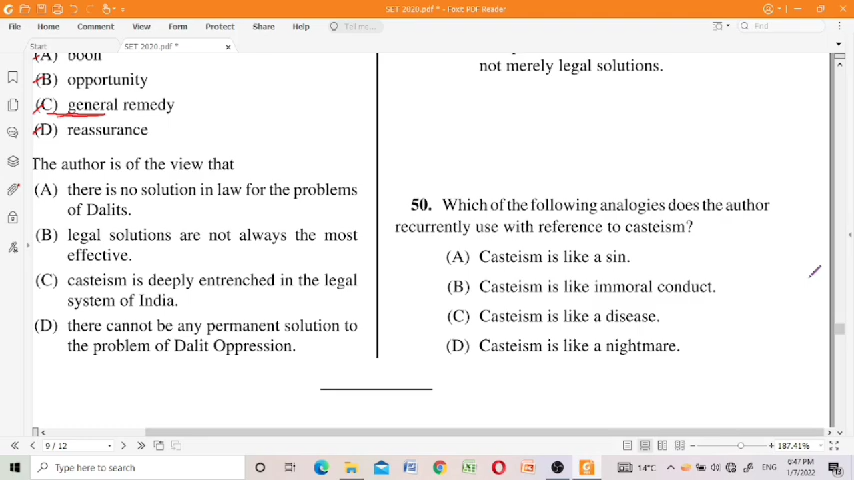 SET 2020.pdf * - Foxit PDF Reader
File Home Comment View Form Protect Share Help Tell me... Find
Start SET 2020.pdf *
(A) boon
(B) opportunity
(C) general remedy
(D) reassurance
The author is of the view that
(A) there is no solution in law for the problems
of Dalits.
(B) legal solutions are not always the most
effective.
(C) casteism is deeply entrenched in the legal
system of India.
(D) there cannot be any permanent solution to
the problem of Dalit Oppression.
not merely legal solutions.
50. Which of the following analogies does the author
recurrently use with reference to casteism?
(A) Casteism is like a sin.
(B) Casteism is like immoral conduct.
(C) Casteism is like a disease.
(D) Casteism is like a nightmare.
9 / 12 187.41%
Type here to search 14°C ENG 6:47 PM
1/7/2022